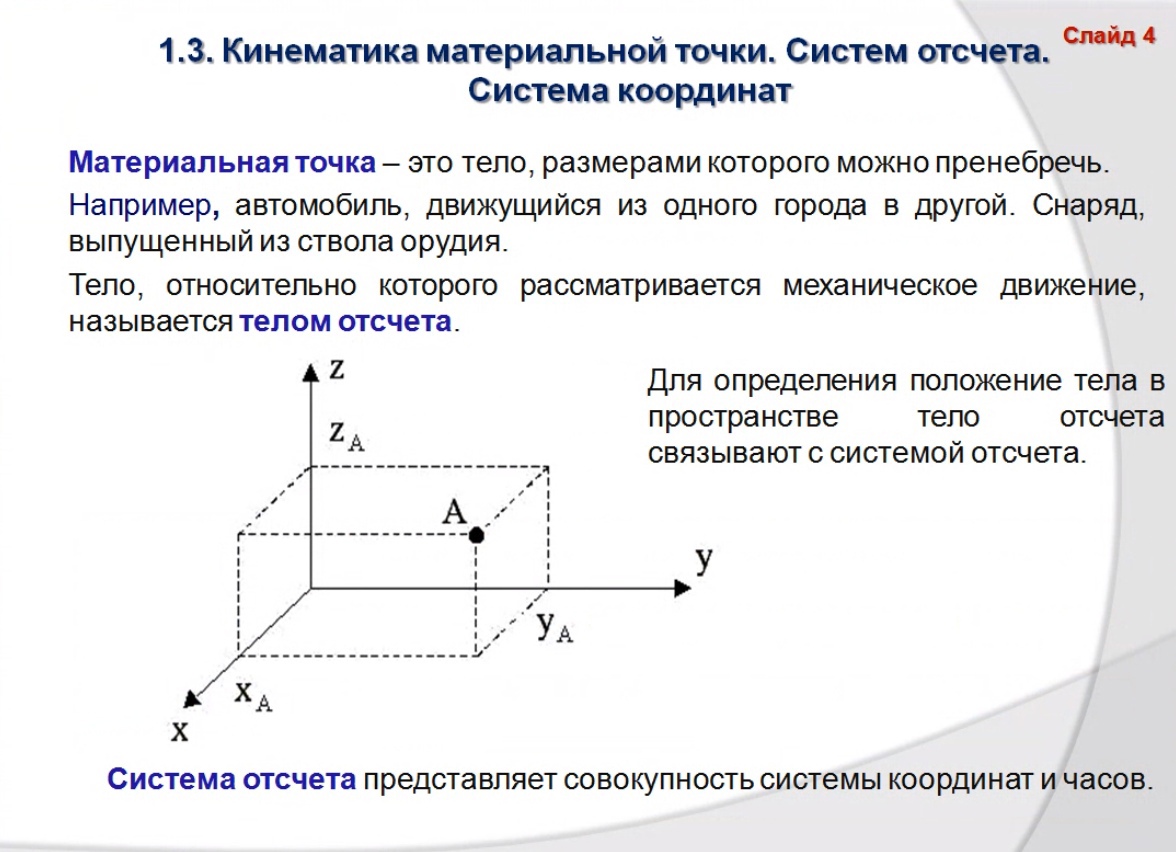 Слайд 4
1.3. Кинематика материальной точки. Систем отсчета.
Система координат
Материальная точка – это тело, размерами которого можно пренебречь.
Например, автомобиль, движущийся из одного города в другой. Снаряд,
выпущенный из ствола орудия.
Тело, относительно которого рассматривается механическое движение,
называется телом отсчета.
z
zA
A
y
yA
xA
x
Для определения положение тела в
пространстве тело отсчета
связывают с системой отсчета.
Система отсчета представляет совокупность системы координат и часов.